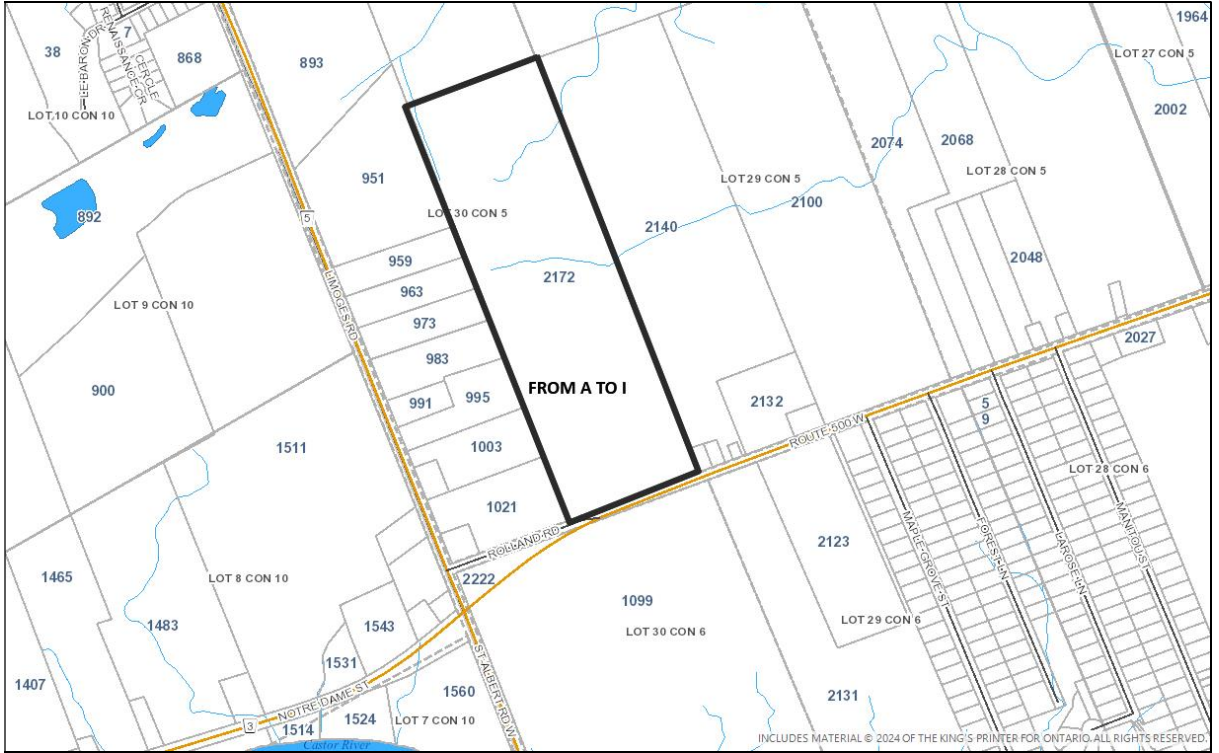 1964
LOT 27 CON 5
38
LEBARON DR
RENAISSANCE CR
7
CERCLE
868
893
2002
LOT 10 CON 10
2074
2068
951
LOT 29 CON 5
LOT 28 CON 5
892
5
LOT 30 CON 5
2100
2140
959
2048
963
2172
LOT 9 CON 10
LIMOGES RD
973
2027
983
FROM A TO I
900
991
995
2132
5
9
ROUTE 500 W
1511
1003
LOT 28 CON 6
1021
MAPLE GROVE ST
FOREST LN
LAROSE LN
MANITOU ST
ROLLAND RD
2123
1465
LOT 8 CON 10
2222
1099
1483
1543
LOT 29 CON 6
LOT 30 CON 6
1531
ST ALBERT RD W
1407
NOTRE DAME ST
1560
2131
3
1514
1524
LOT 7 CON 10
Castor River
INCLUDES MATERIAL © 2024 OF THE KING'S PRINTER FOR ONTARIO. ALL RIGHTS RESERVED.